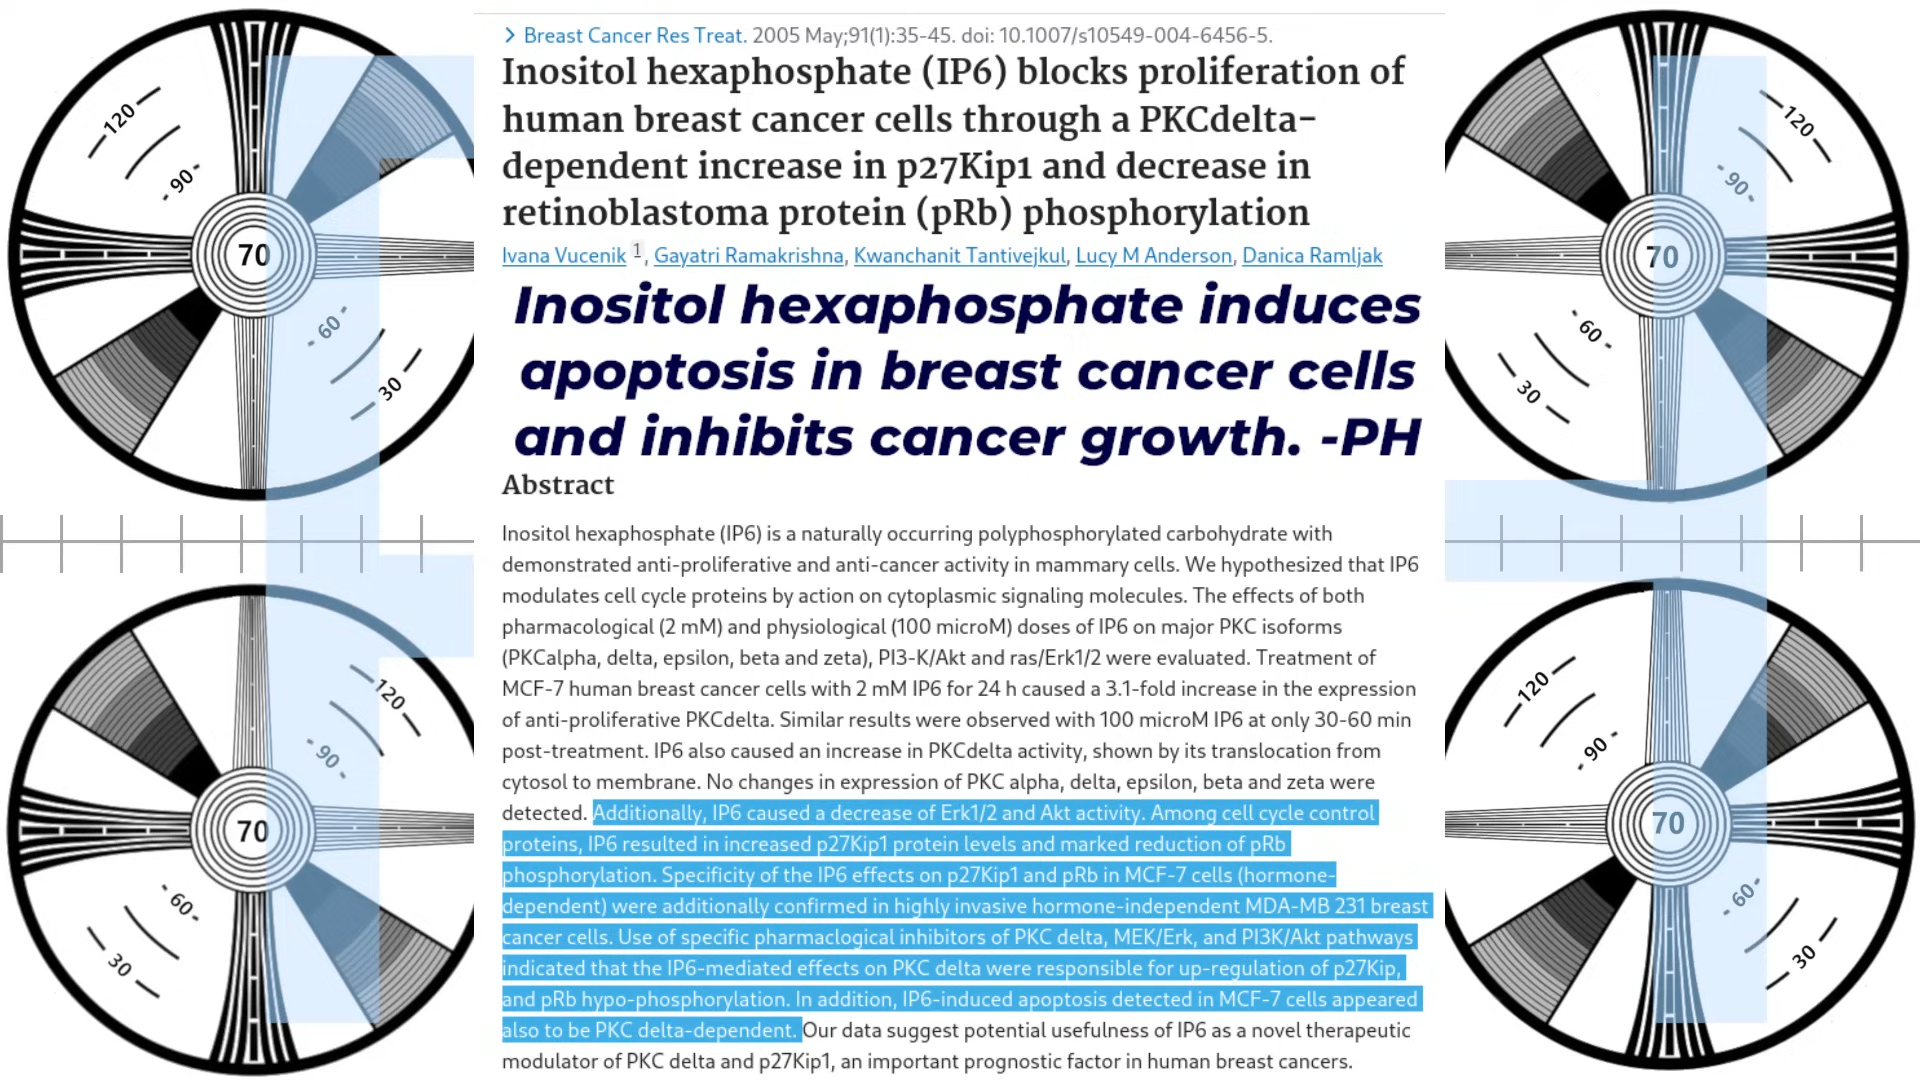 > Breast Cancer Res Treat. 2005 May;91(1):35-45. doi: 10.1007/s10549-004-6456-5.
Inositol hexaphosphate (IP6) blocks proliferation of
human breast cancer cells through a PKCdelta-
dependent increase in p27Kip1 and decrease in
retinoblastoma protein (pRb) phosphorylation
Ivana Vucenik 1, Gayatri Ramakrishna, Kwanchanit Tantivejkul, Lucy M Anderson, Danica Ramljak
Inositol hexaphosphate induces
apoptosis in breast cancer cells
and inhibits cancer growth. -PH
Abstract
Inositol hexaphosphate (IP6) is a naturally occurring polyphosphorylated carbohydrate with
demonstrated anti-proliferative and anti-cancer activity in mammary cells. We hypothesized that IP6
modulates cell cycle proteins by action on cytoplasmic signaling molecules. The effects of both
pharmacological (2 mM) and physiological (100 microM) doses of IP6 on major PKC isoforms
(PKCalpha, delta, epsilon, beta and zeta), PI3-K/Akt and ras/Erk1/2 were evaluated. Treatment of
MCF-7 human breast cancer cells with 2 mM IP6 for 24 h caused a 3.1-fold increase in the expression
of anti-proliferative PKCdelta. Similar results were observed with 100 microM IP6 at only 30-60 min
post-treatment. IP6 also caused an increase in PKCdelta activity, shown by its translocation from
cytosol to membrane. No changes in expression of PKC alpha, delta, epsilon, beta and zeta were
detected. Additionally, IP6 caused a decrease of Erk1/2 and Akt activity. Among cell cycle control
proteins, IP6 resulted in increased p27Kip1 protein levels and marked reduction of pRb
phosphorylation. Specificity of the IP6 effects on p27Kip1 and pRb in MCF-7 cells (hormone-
dependent) were additionally confirmed in highly invasive hormone-independent MDA-MB 231 breast
cancer cells. Use of specific pharmaclogical inhibitors of PKC delta, MEK/Erk, and PI3K/Akt pathways
indicated that the IP6-mediated effects on PKC delta were responsible for up-regulation of p27Kip,
and pRb hypo-phosphorylation. In addition, IP6-induced apoptosis detected in MCF-7 cells appeared
also to be PKC delta-dependent. Our data suggest potential usefulness of IP6 as a novel therapeutic
modulator of PKC delta and p27Kip1, an important prognostic factor in human breast cancers.
120
- 90 -
70
- 60 -
30
120
- 90 -
70
- 60 -
30
120
- 90 -
70
- 60 -
30
120
- 90 -
70
- 60 -
30